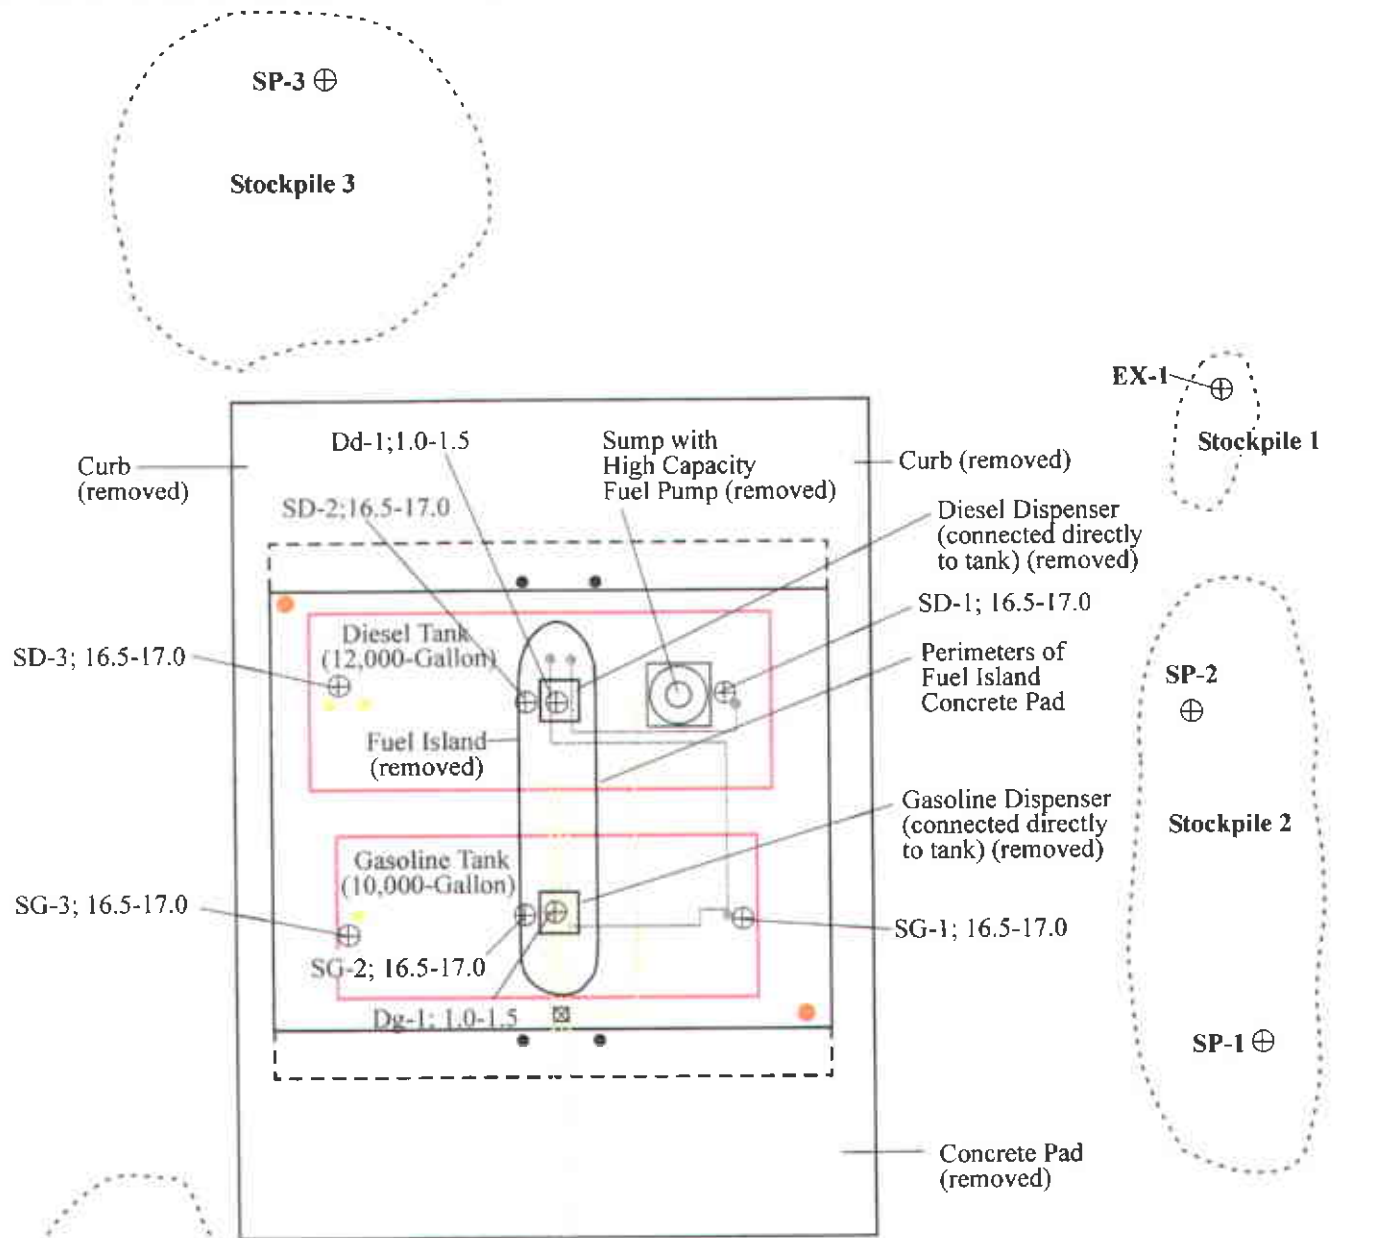 SP-3
Stockpile 3
EX-1
Stockpile 1
Curb
(removed)
Dd-1;1.0-1.5
Sump with
High Capacity
Fuel Pump (removed)
Curb (removed)
SD-2;16.5-17.0
Diesel Dispenser
(connected directly
to tank) (removed)
SD-1; 16.5-17.0
SD-3; 16.5-17.0
Diesel Tank
(12,000-Gallon)
Perimeters of
Fuel Island
Concrete Pad
SP-2
Fuel Island
(removed)
Gasoline Dispenser
(connected directly
to tank) (removed)
Stockpile 2
Gasoline Tank
(10,000-Gallon)
SG-3; 16.5-17.0
SG-1; 16.5-17.0
SG-2; 16.5-17.0
Dg-1; 1.0-1.5
SP-1
Concrete Pad
(removed)